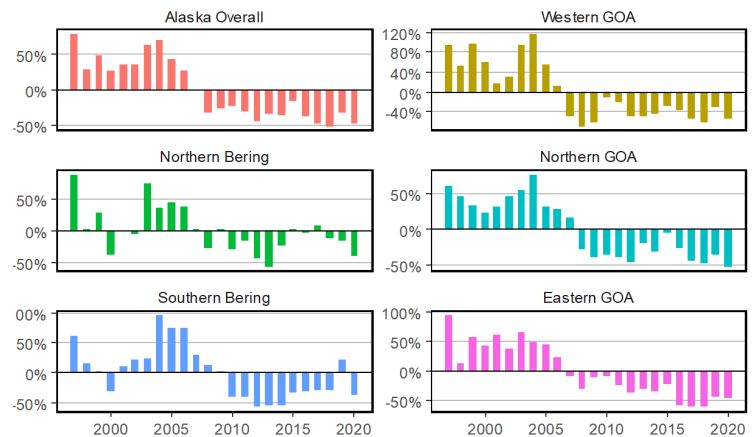 Alaska Overall
50%
0%
-50%
Western GOA
120%
80%
40%
0%
-40%
Northern Bering
50%
0%
-50%
Northern GOA
50%
0%
-50%
Southern Bering
00%
50%
0%
-50%
2000 2005 2010 2015 2020
Eastern GOA
100%
50%
0%
-50%
2000 2005 2010 2015 2020